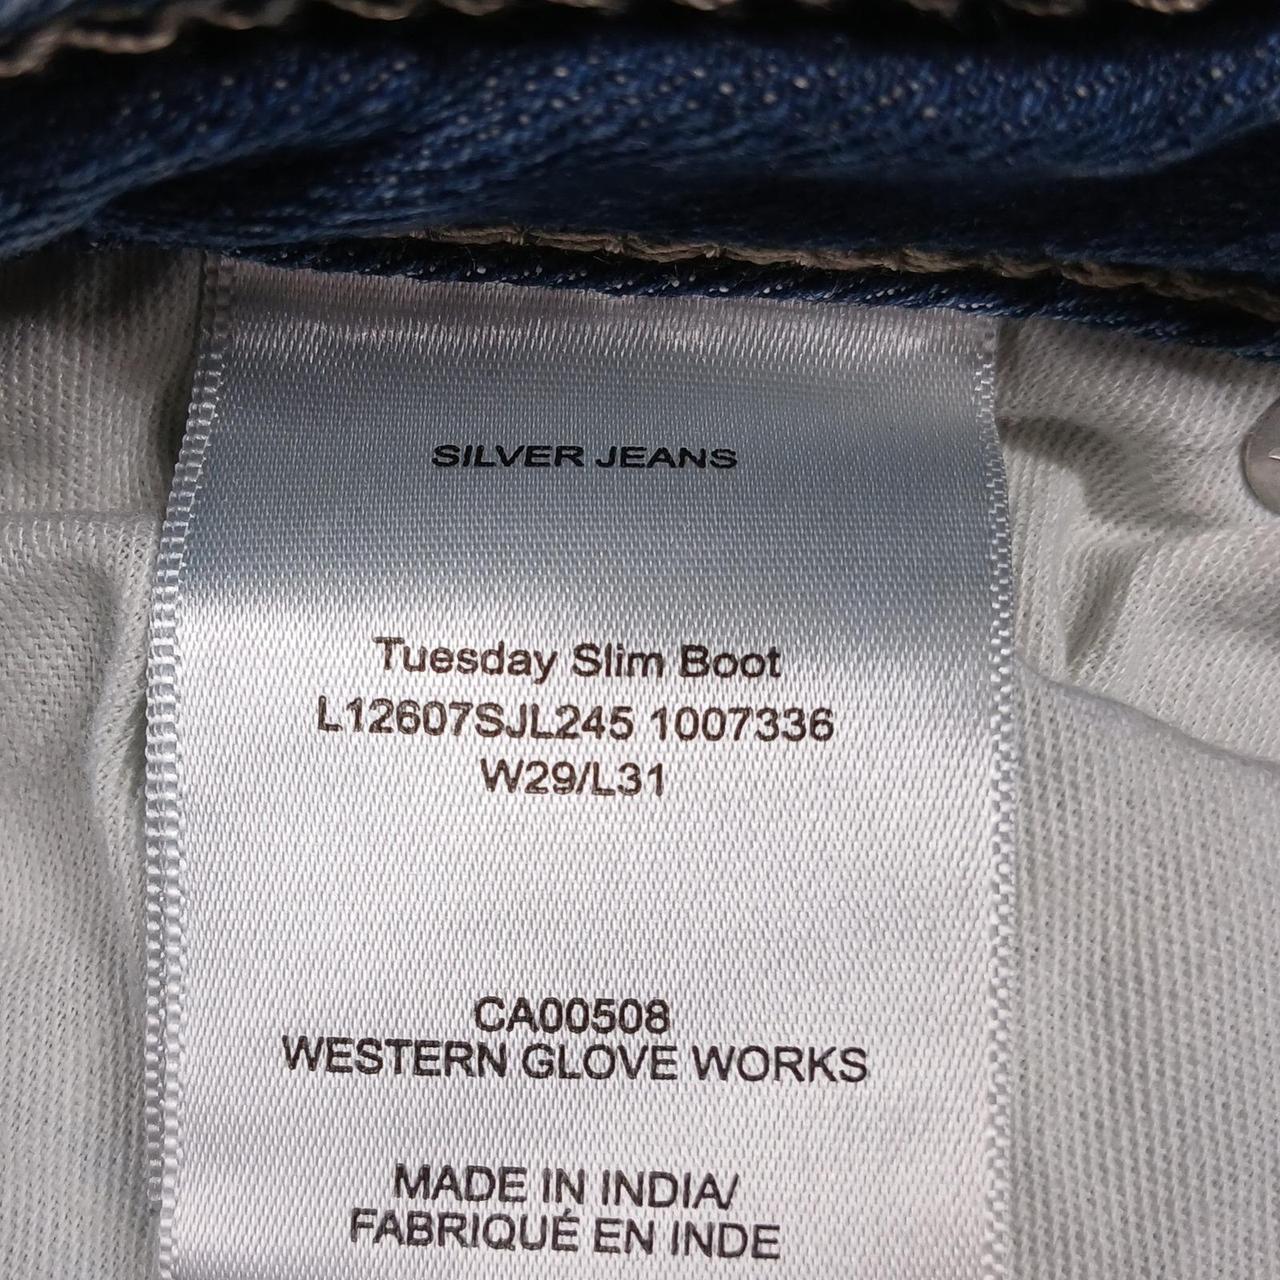 SILVER JEANS
Tuesday Slim Boot
L12607SJL245 1007336
W29/L31
CA00508
WESTERN GLOVE WORKS
MADE IN INDIA/
FABRIQUÉ EN INDE